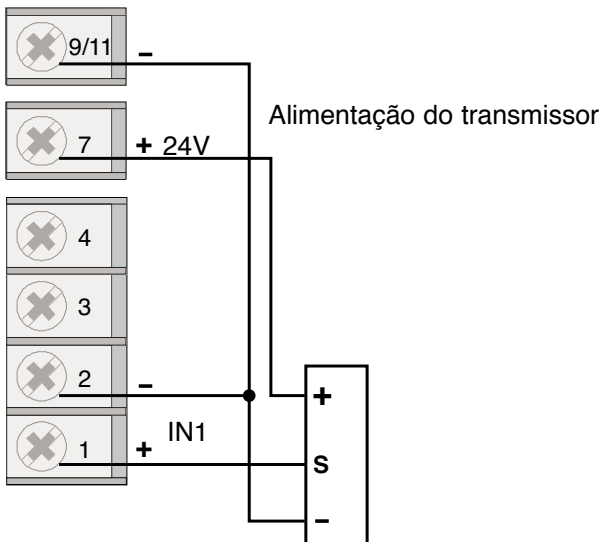 9/11 -
Alimentação do transmissor
7 + 24V
4
3
2 -
+
IN1
1 +
S
-